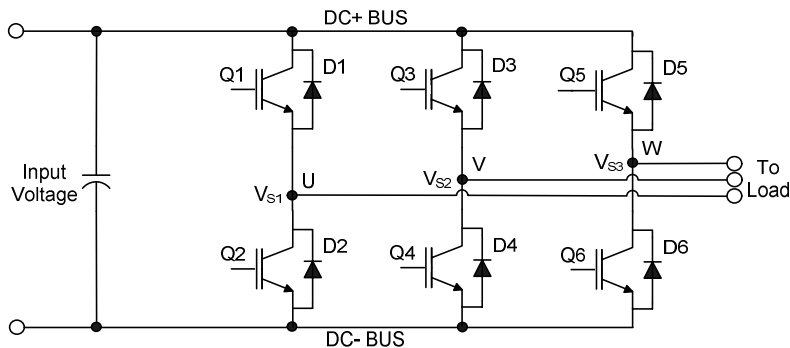 DC+ BUS
Q1
D1
Q3
D3
Q5
D5
Input
Voltage
VS1
U
VS2
V
VS3
W
To
Load
Q2
D2
Q4
D4
Q6
D6
DC- BUS